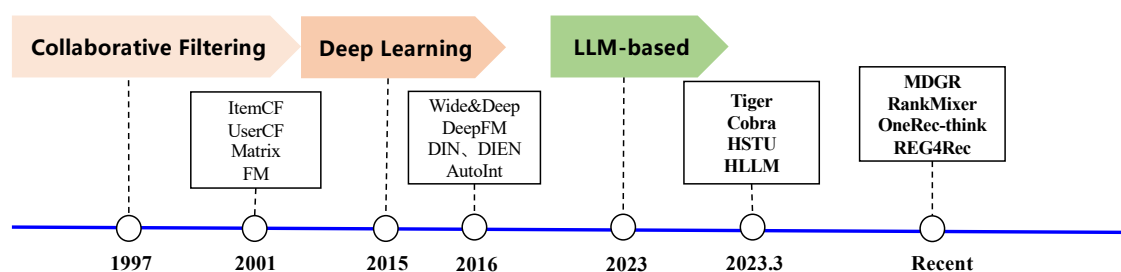 Collaborative Filtering
Deep Learning
LLM-based
ItemCF
UserCF
Matrix
FM
Wide&Deep
DeepFM
DIN、DIEN
AutoInt
Tiger
Cobra
HSTU
HLLM
MDGR
RankMixer
OneRec-think
REG4Rec
1997
2001
2015
2016
2023
2023.3
Recent